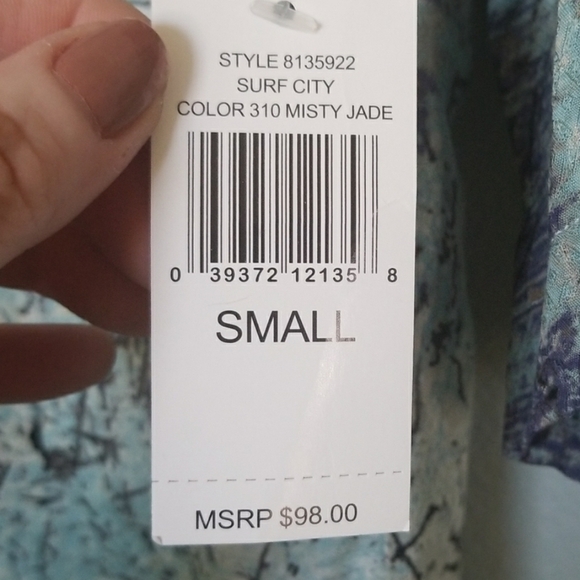 STYLE 8135922
SURF CITY
COLOR 310 MISTY JADE
0 39372 12135 8
SMALL
MSRP $98.00